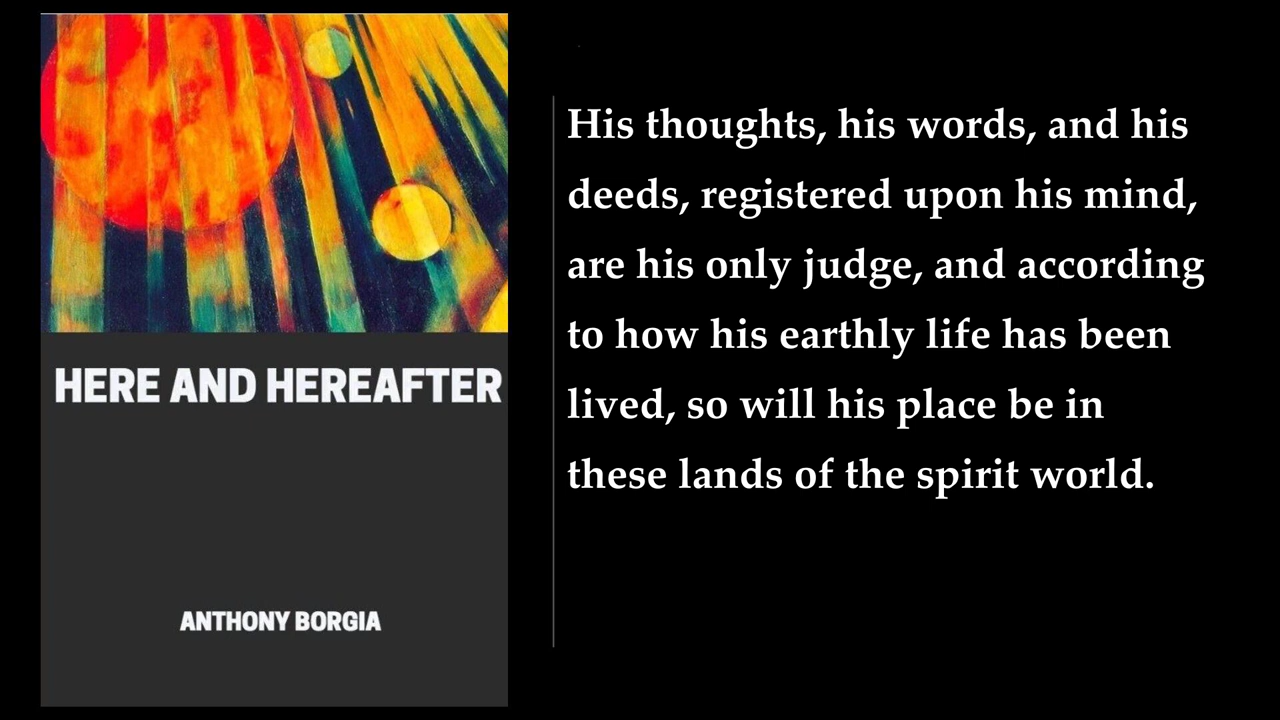 HERE AND HEREAFTER
ANTHONY BORGIA
His thoughts, his words, and his
deeds, registered upon his mind,
are his only judge, and according
to how his earthly life has been
lived, so will his place be in
these lands of the spirit world.